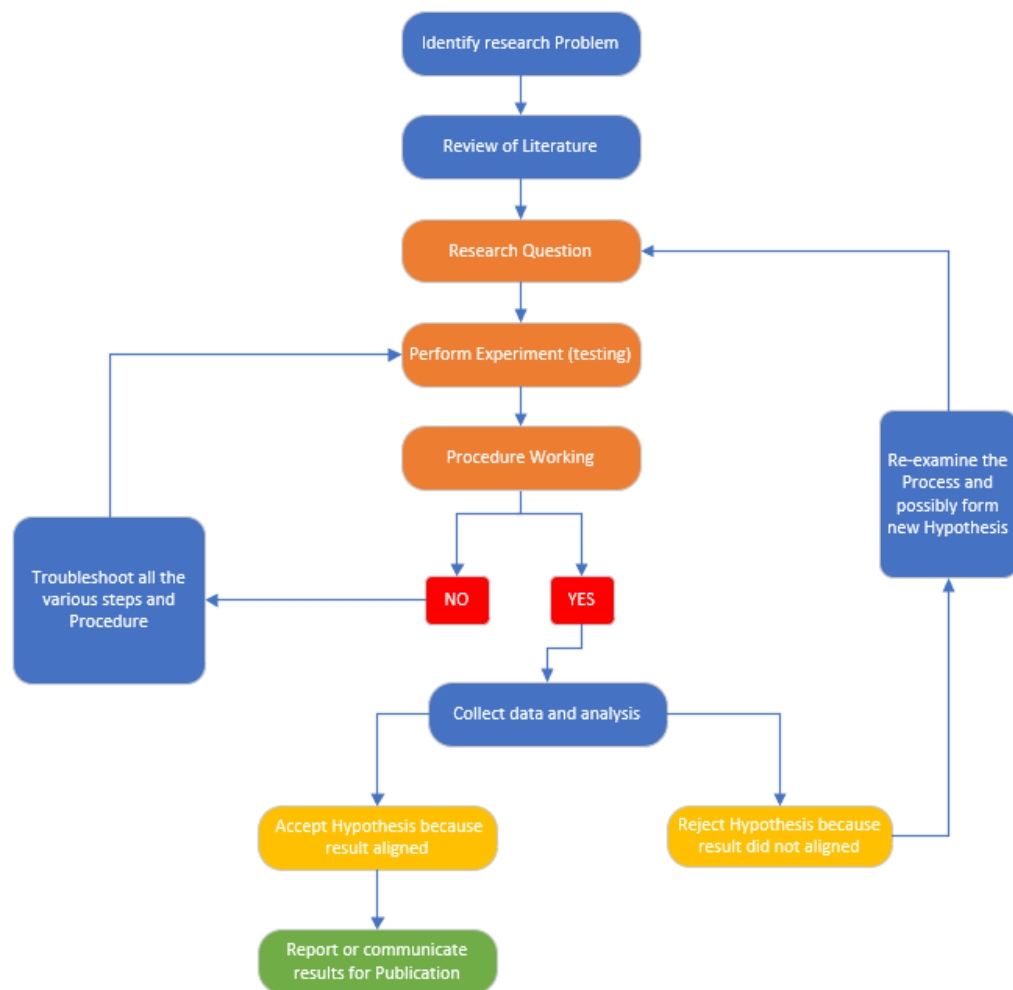 Identify research Problem
Review of Literature
Research Question
Perform Experiment (testing)
Procedure Working
Re-examine the
Process and
possibly form
new Hypothesis
Troubleshoot all the
various steps and
Procedure
NO
YES
Collect data and analysis
Accept Hypothesis because
result aligned
Reject Hypothesis because
result did not aligned
Report or communicate
results for Publication